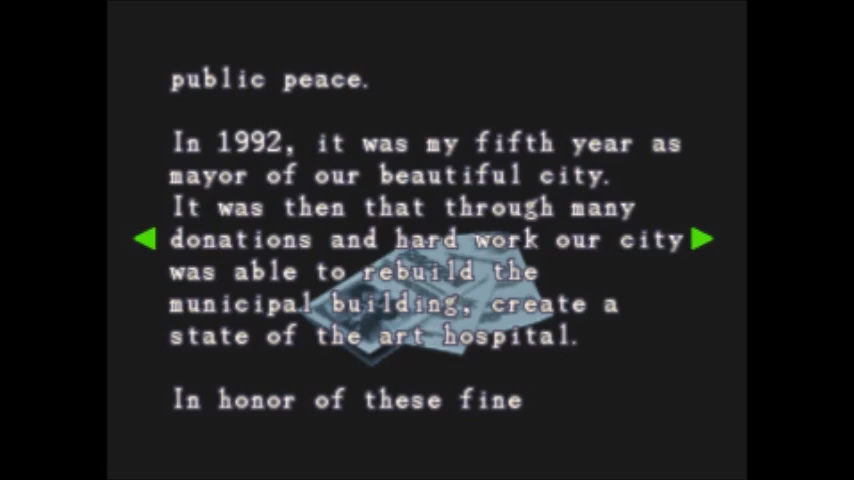 public peace.
In 1992, it was my fifth year as
mayor of our beautiful city.
It was then that through many
donations and hard work our city
was able to rebuild the
municipal building, create a
state of the art hospital.
In honor of these fine